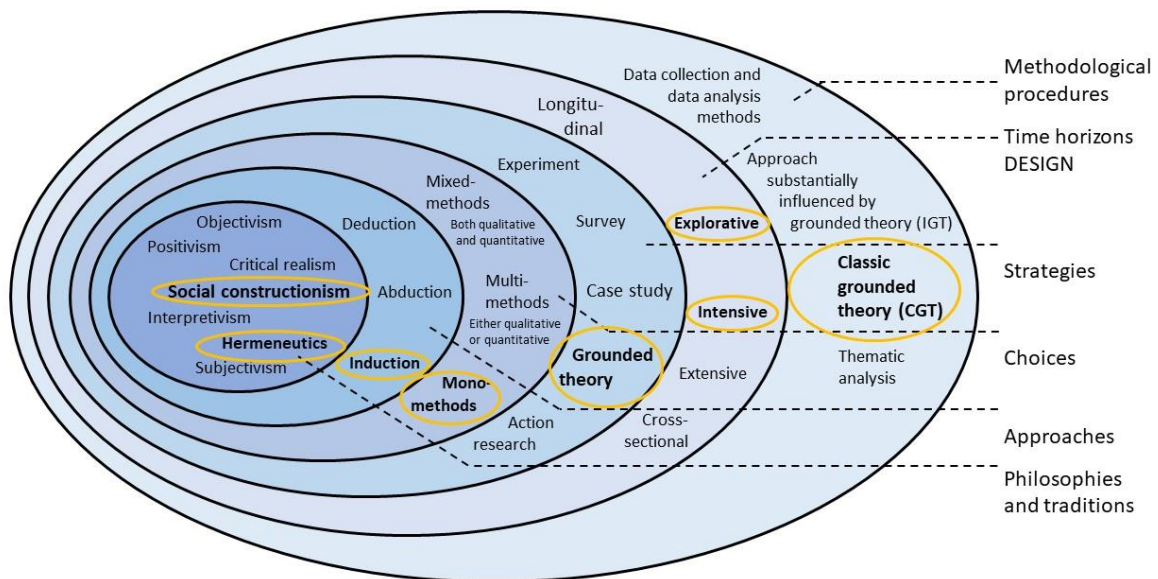 Methodological
procedures
Time horizons
DESIGN
Strategies
Choices
Approaches
Philosophies
and traditions
Data collection and
data analysis
methods
Approach
substantially
influenced by
grounded theory (IGT)
Classic
grounded
theory (CGT)
Thematic
analysis
Longitu-
dinal
Explorative
Intensive
Extensive
Cross-
sectional
Experiment
Survey
Case study
Grounded
theory
Action
research
Mixed-
methods
Both qualitative
and quantitative
Multi-
methods
Either qualitative
or quantitative
Mono-
methods
Deduction
Abduction
Induction
Objectivism
Positivism
Critical realism
Social constructionism
Interpretivism
Hermeneutics
Subjectivism